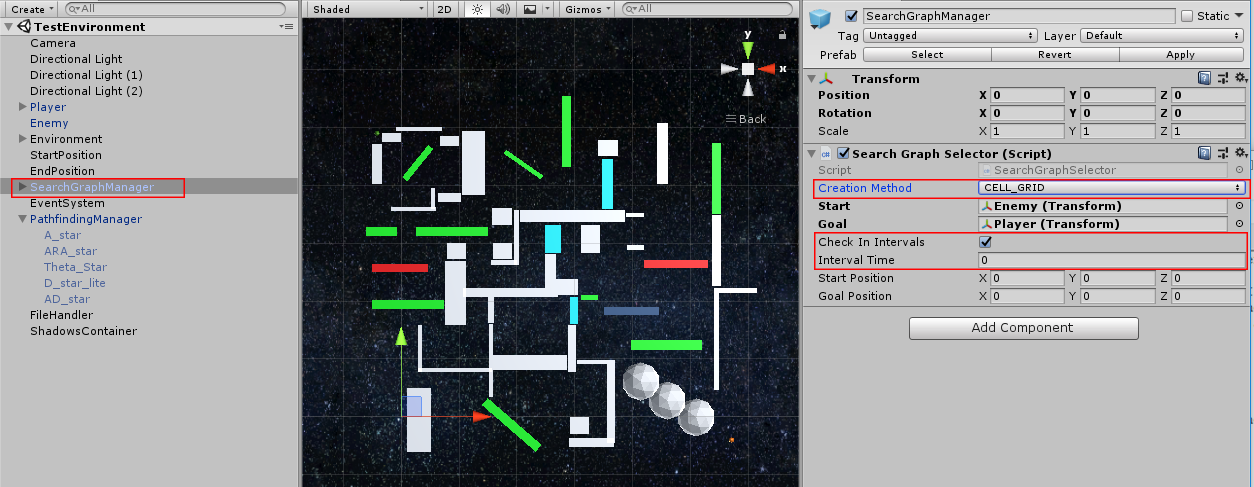 Create
All
TestEnvironment
Camera
Directional Light
Directional Light (1)
Directional Light (2)
Player
Enemy
Environment
StartPosition
EndPosition
SearchGraphManager
EventSystem
PathfindingManager
A_star
ARA_star
Theta_Star
D_star_lite
AD_star
FileHandler
ShadowsContainer
Shaded 2D Gizmos All
y
x
Back
SearchGraphManager Static
Tag Untagged Layer Default
Prefab Select Revert Apply
Transform
Position X 0 Y 0 Z 0
Rotation X 0 Y 0 Z 0
Scale X 1 Y 1 Z 1
C# Search Graph Selector (Script)
Script SearchGraphSelector
Creation Method CELL_GRID
Start Enemy (Transform)
Goal Player (Transform)
Check In Intervals
Interval Time 0
Start Position X 0 Y 0 Z 0
Goal Position X 0 Y 0 Z 0
Add Component